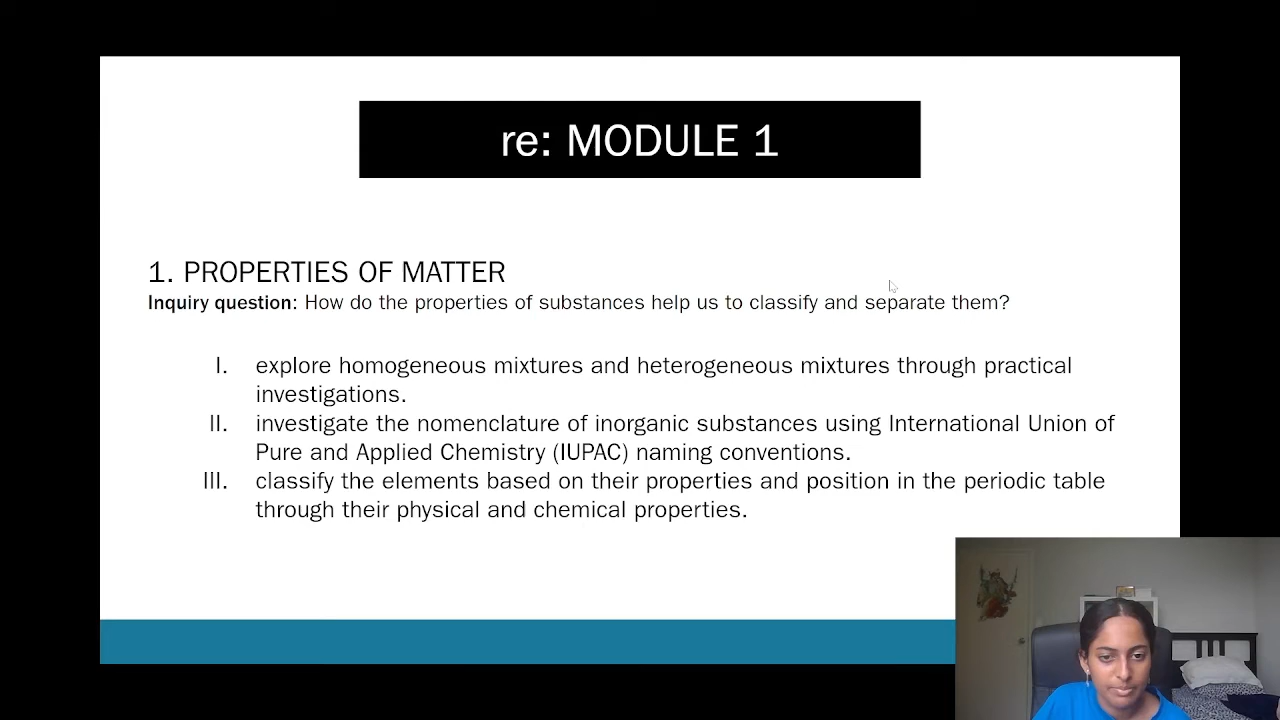 re: MODULE 1
1. PROPERTIES OF MATTER
Inquiry question: How do the properties of substances help us to classify and separate them?
I. explore homogeneous mixtures and heterogeneous mixtures through practical
investigations.
II. investigate the nomenclature of inorganic substances using International Union of
Pure and Applied Chemistry (IUPAC) naming conventions.
III. classify the elements based on their properties and position in the periodic table
through their physical and chemical properties.